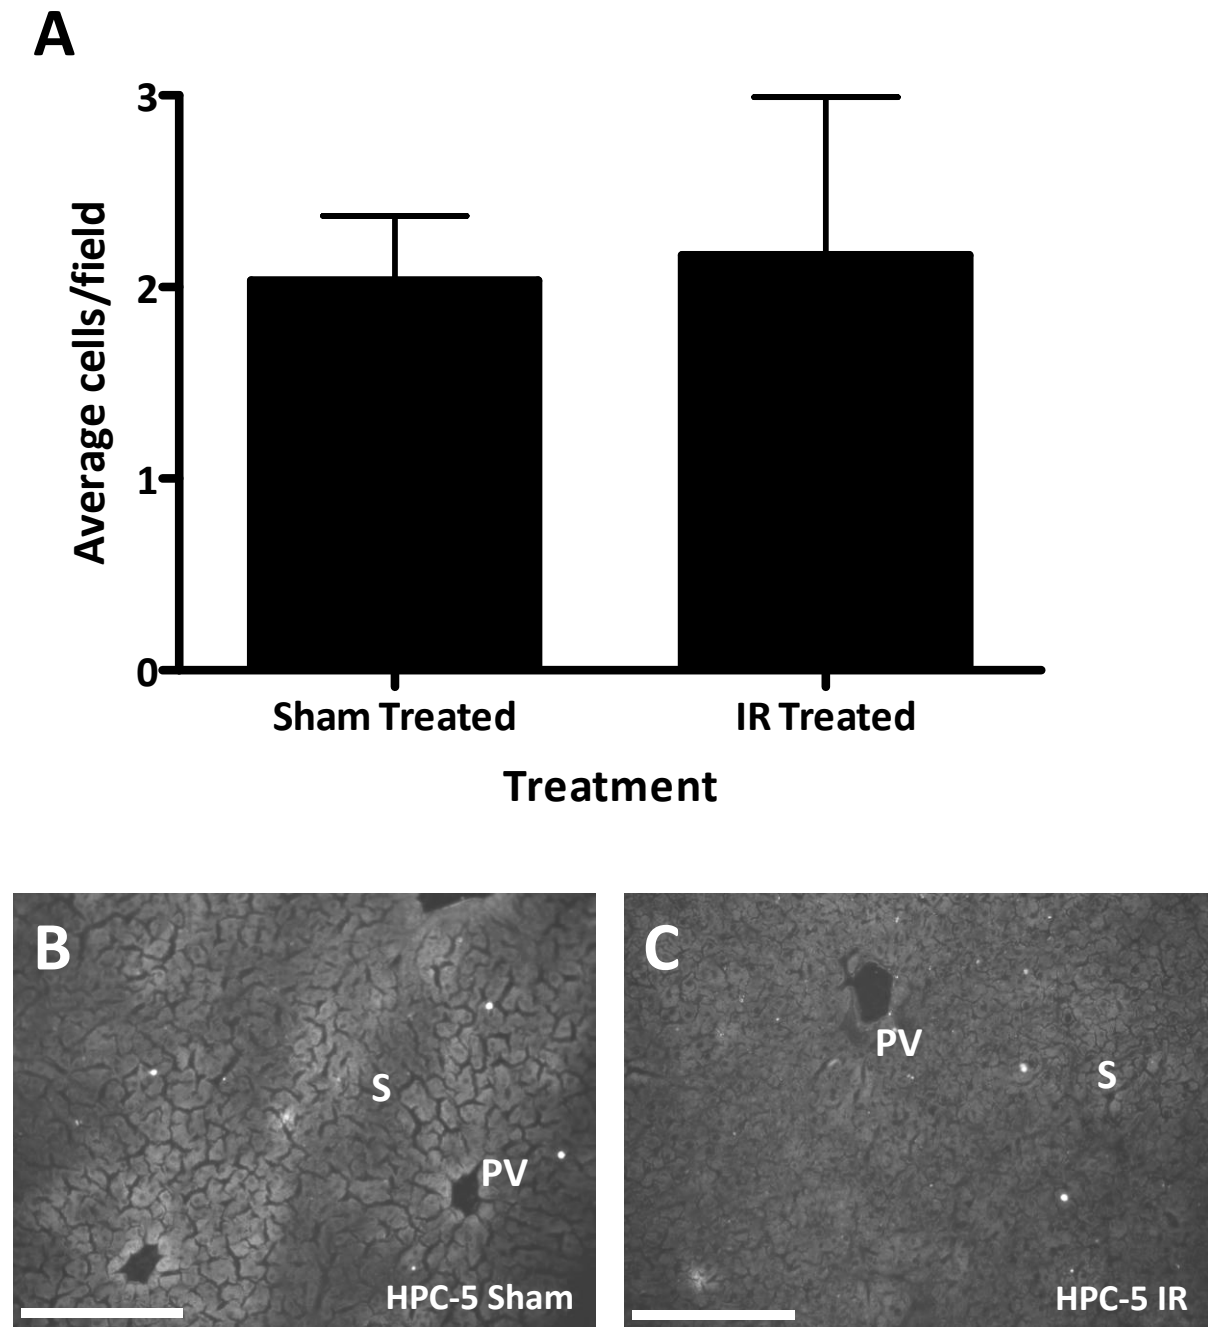 A
3
2
1
0
Average cells/field
Sham Treated
IR Treated
Treatment
B
S
PV
HPC-5 Sham
C
PV
S
HPC-5 IR